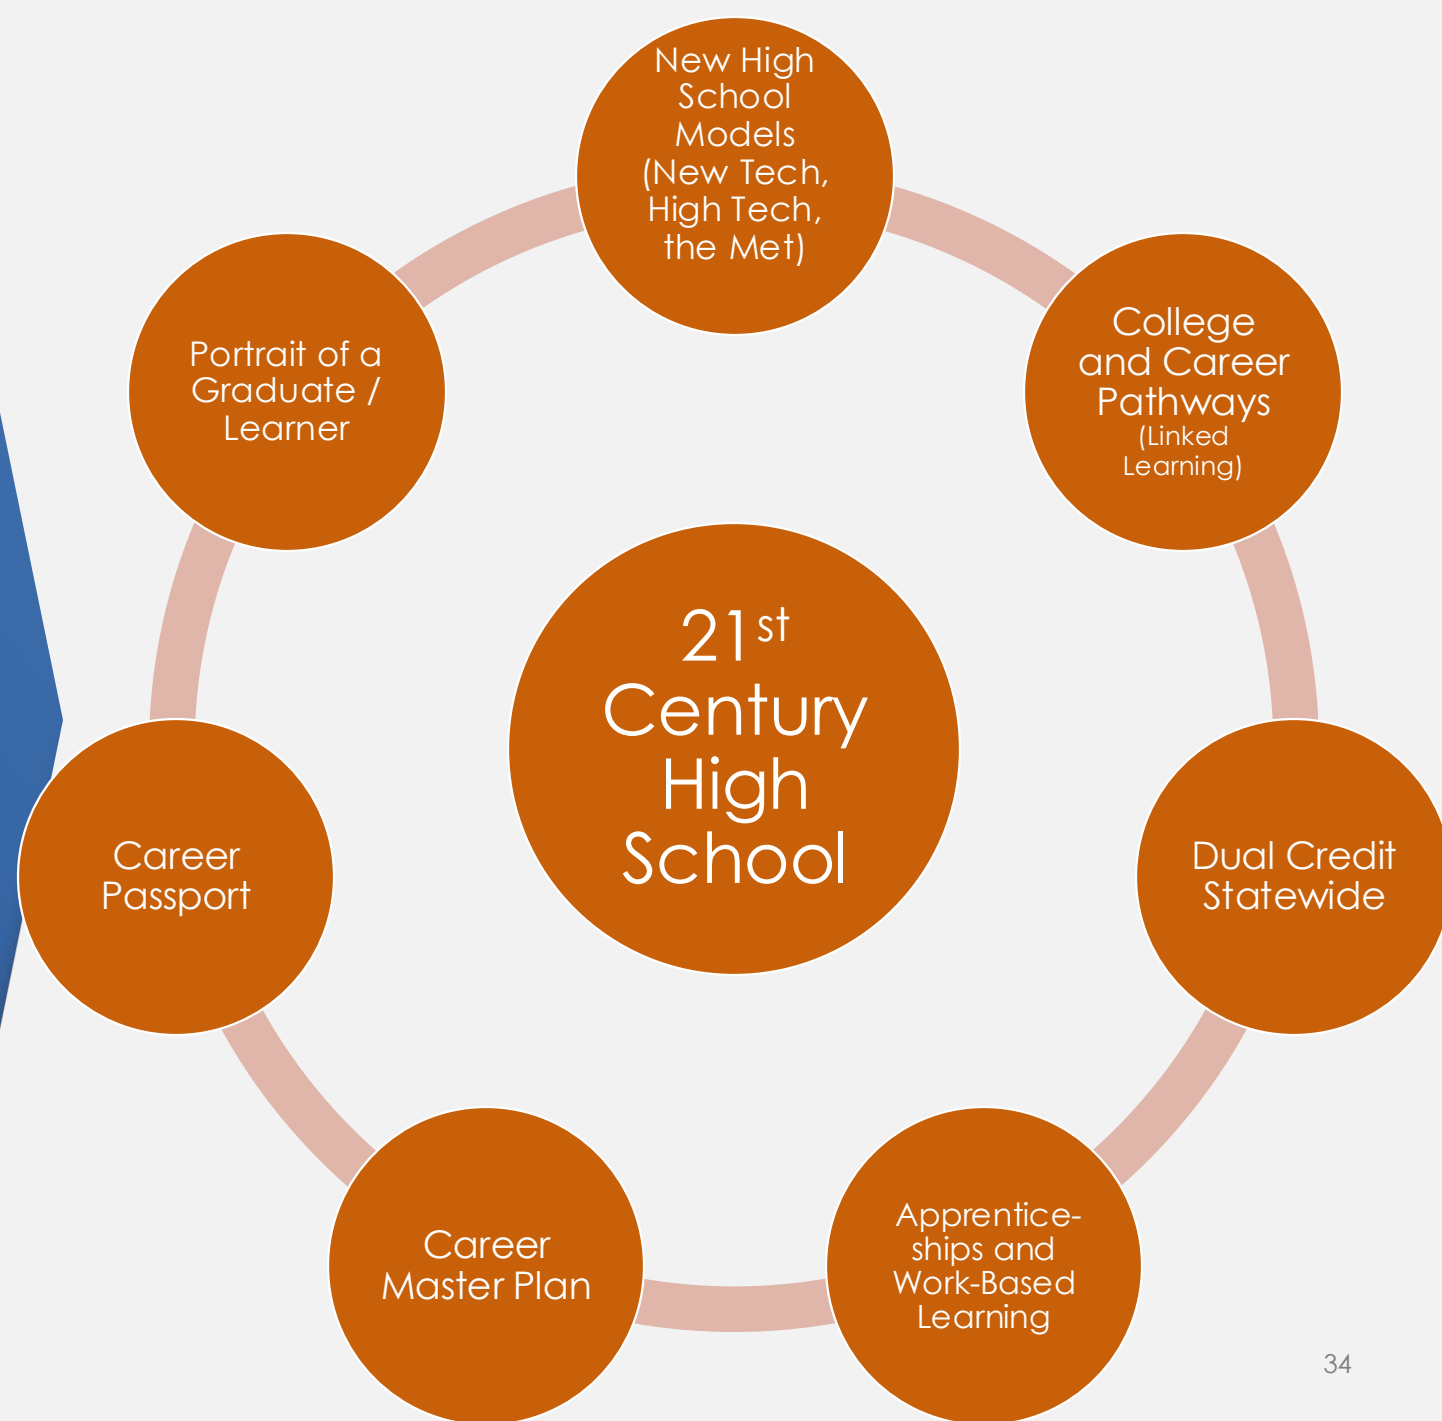 New High
School
Models
(New Tech,
High Tech,
the Met)
College
and Career
Pathways
(Linked
Learning)
Dual Credit
Statewide
Apprentice-
ships and
Work-Based
Learning
Career
Master Plan
Career
Passport
Portrait of a
Graduate /
Learner
21st
Century
High
School
34